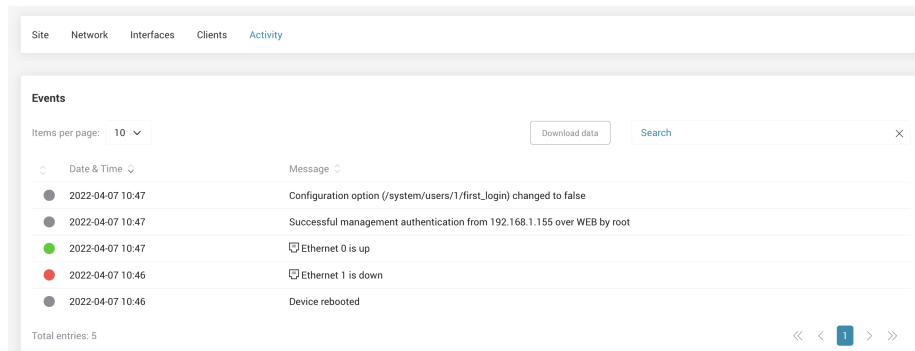 Site Network Interfaces Clients Activity
Events
Items per page: 10
Download data
Search
Date & Time Message
2022-04-07 10:47 Configuration option (/system/users/1/first_login) changed to false
2022-04-07 10:47 Successful management authentication from 192.168.1.155 over WEB by root
2022-04-07 10:47 Ethernet 0 is up
2022-04-07 10:46 Ethernet 1 is down
2022-04-07 10:46 Device rebooted
Total entries: 5
1